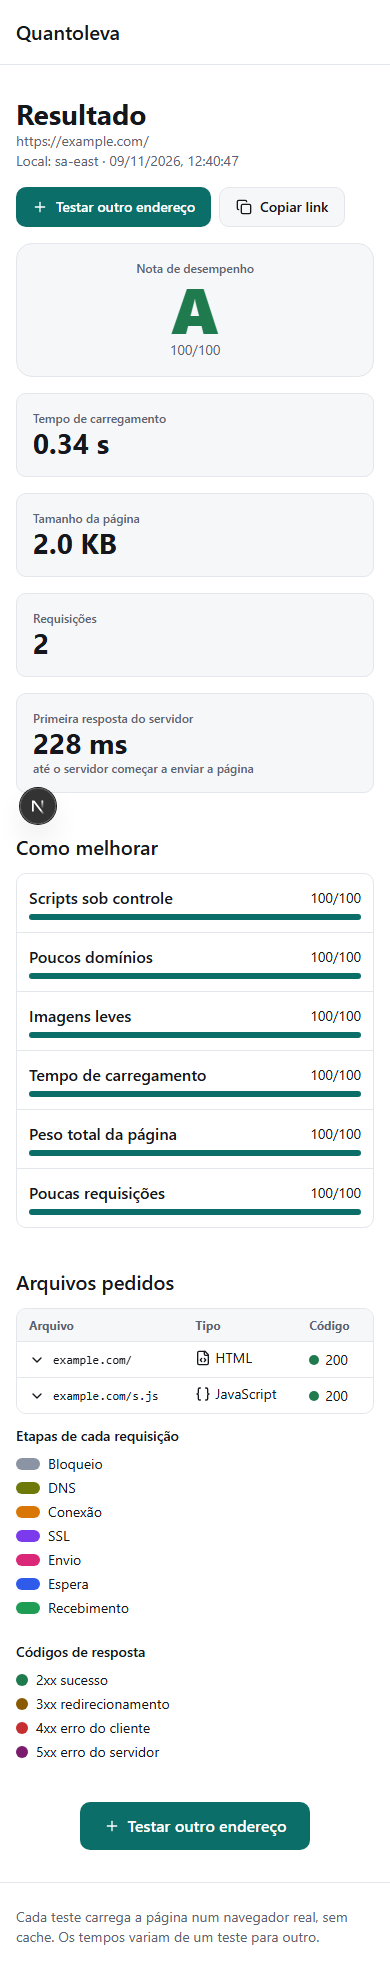 Quantoleva
Resultado
https://example.com/
Local: sa-east · 09/11/2026, 12:40:47
Testar outro endereço
Copiar link
Nota de desempenho
A
100/100
Tempo de carregamento
0.34 s
Tamanho da página
2.0 KB
Requisições
2
Primeira resposta do servidor
228 ms
até o servidor começar a enviar a página
N
Como melhorar
Scripts sob controle 100/100
Poucos domínios 100/100
Imagens leves 100/100
Tempo de carregamento 100/100
Peso total da página 100/100
Poucas requisições 100/100
Arquivos pedidos
Arquivo Tipo Código
example.com/ HTML 200
example.com/s.js JavaScript 200
Etapas de cada requisição
Bloqueio
DNS
Conexão
SSL
Envio
Espera
Recebimento
Códigos de resposta
2xx sucesso
3xx redirecionamento
4xx erro do cliente
5xx erro do servidor
Testar outro endereço
Cada teste carrega a página num navegador real, sem
cache. Os tempos variam de um teste para outro.